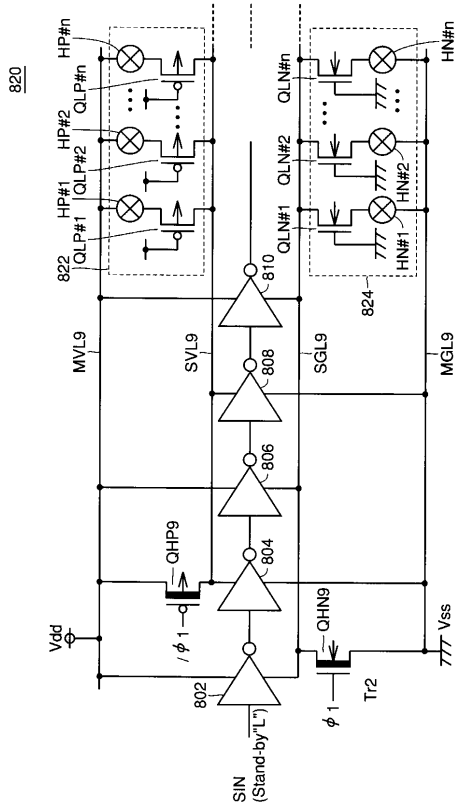 820
HP#1
HP#2
HP#n
QLP#1
QLP#2
QLP#n
822
MVL9
SVL9
Vdd
QHP9
/φ1
SIN
(Stand-by"L")
802
804
806
808
810
φ1
QHN9
Tr2
Vss
SGL9
MGL9
QLN#1
QLN#2
QLN#n
HN#1
HN#2
HN#n
824